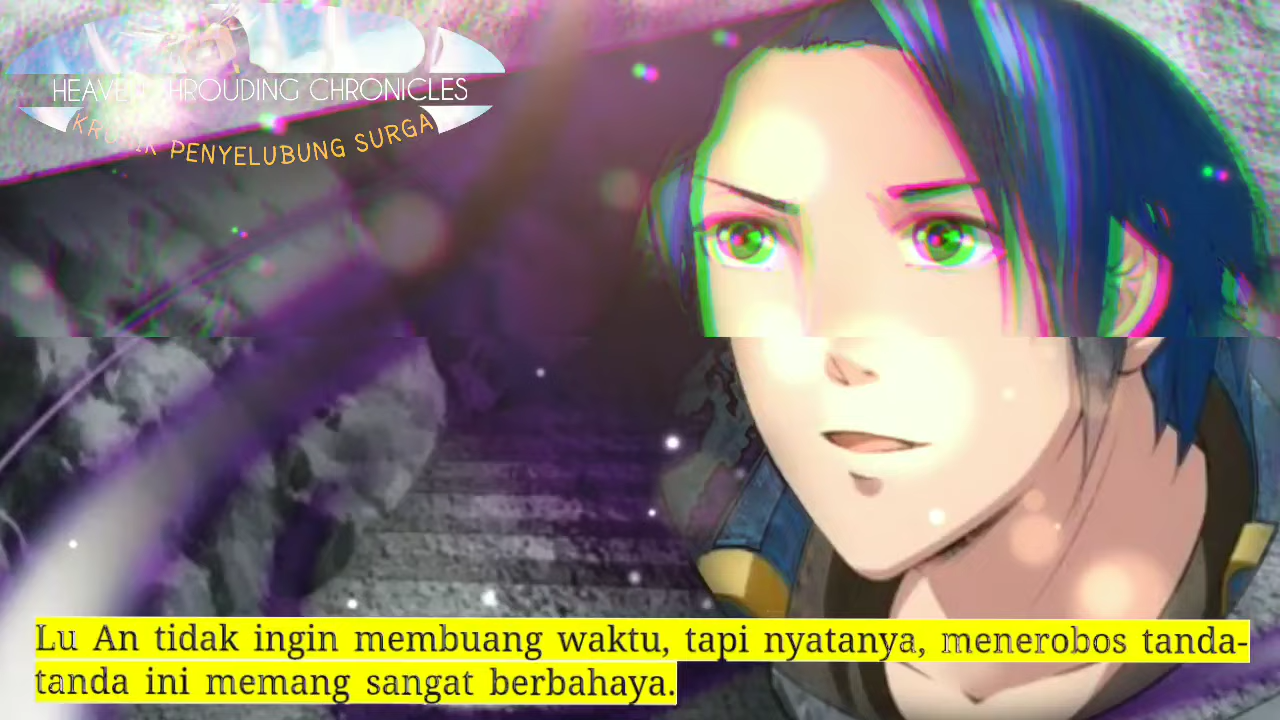 HEAVEN SHROUDING CHRONICLES
KRONIK PENYELUBUNG SURGA
Lu An tidak ingin membuang waktu, tapi nyatanya, menerobos tanda-
tanda ini memang sangat berbahaya.